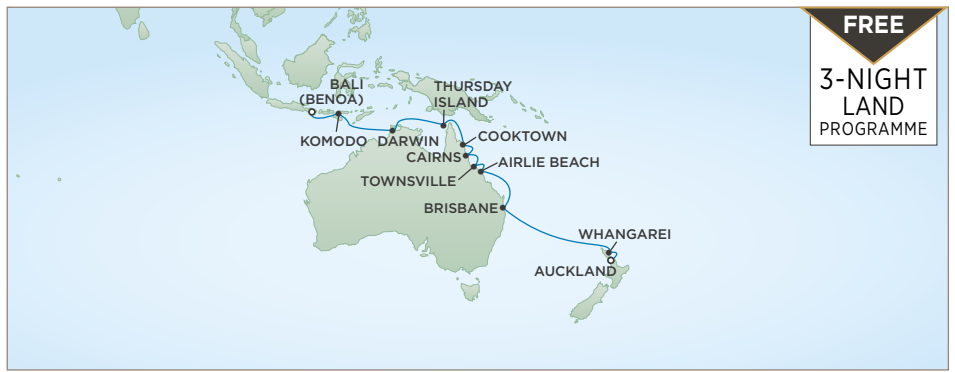 FREE
3-NIGHT
LAND
PROGRAMME
BALI
(BENOA)
THURSDAY
ISLAND
KOMODO
DARWIN
COOKTOWN
CAIRNS
AIRLIE BEACH
TOWNSVILLE
BRISBANE
WHANGAREI
AUCKLAND